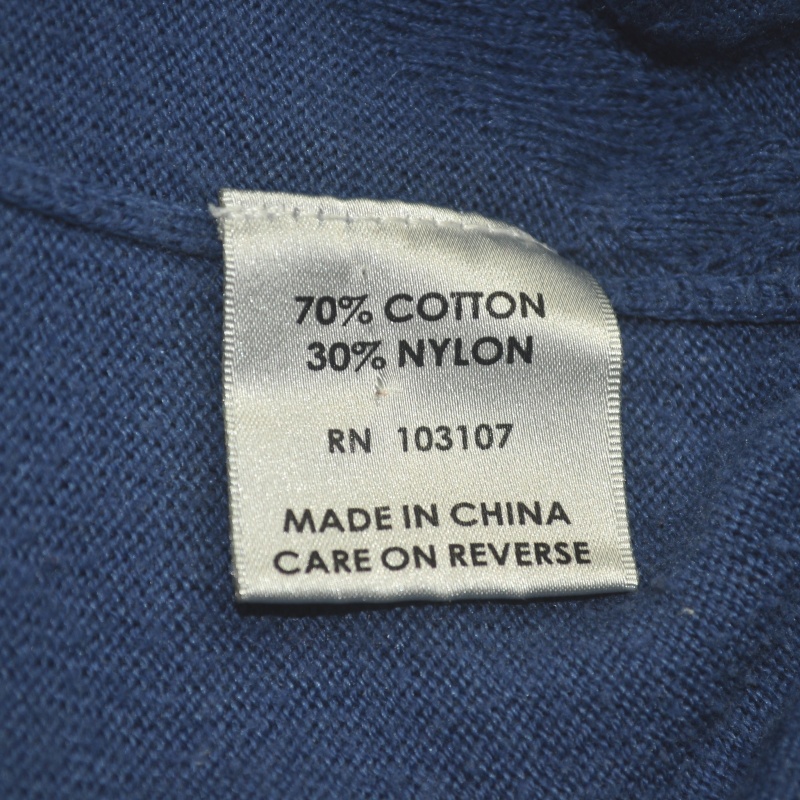 70% COTTON
30% NYLON
RN 103107
MADE IN CHINA
CARE ON REVERSE